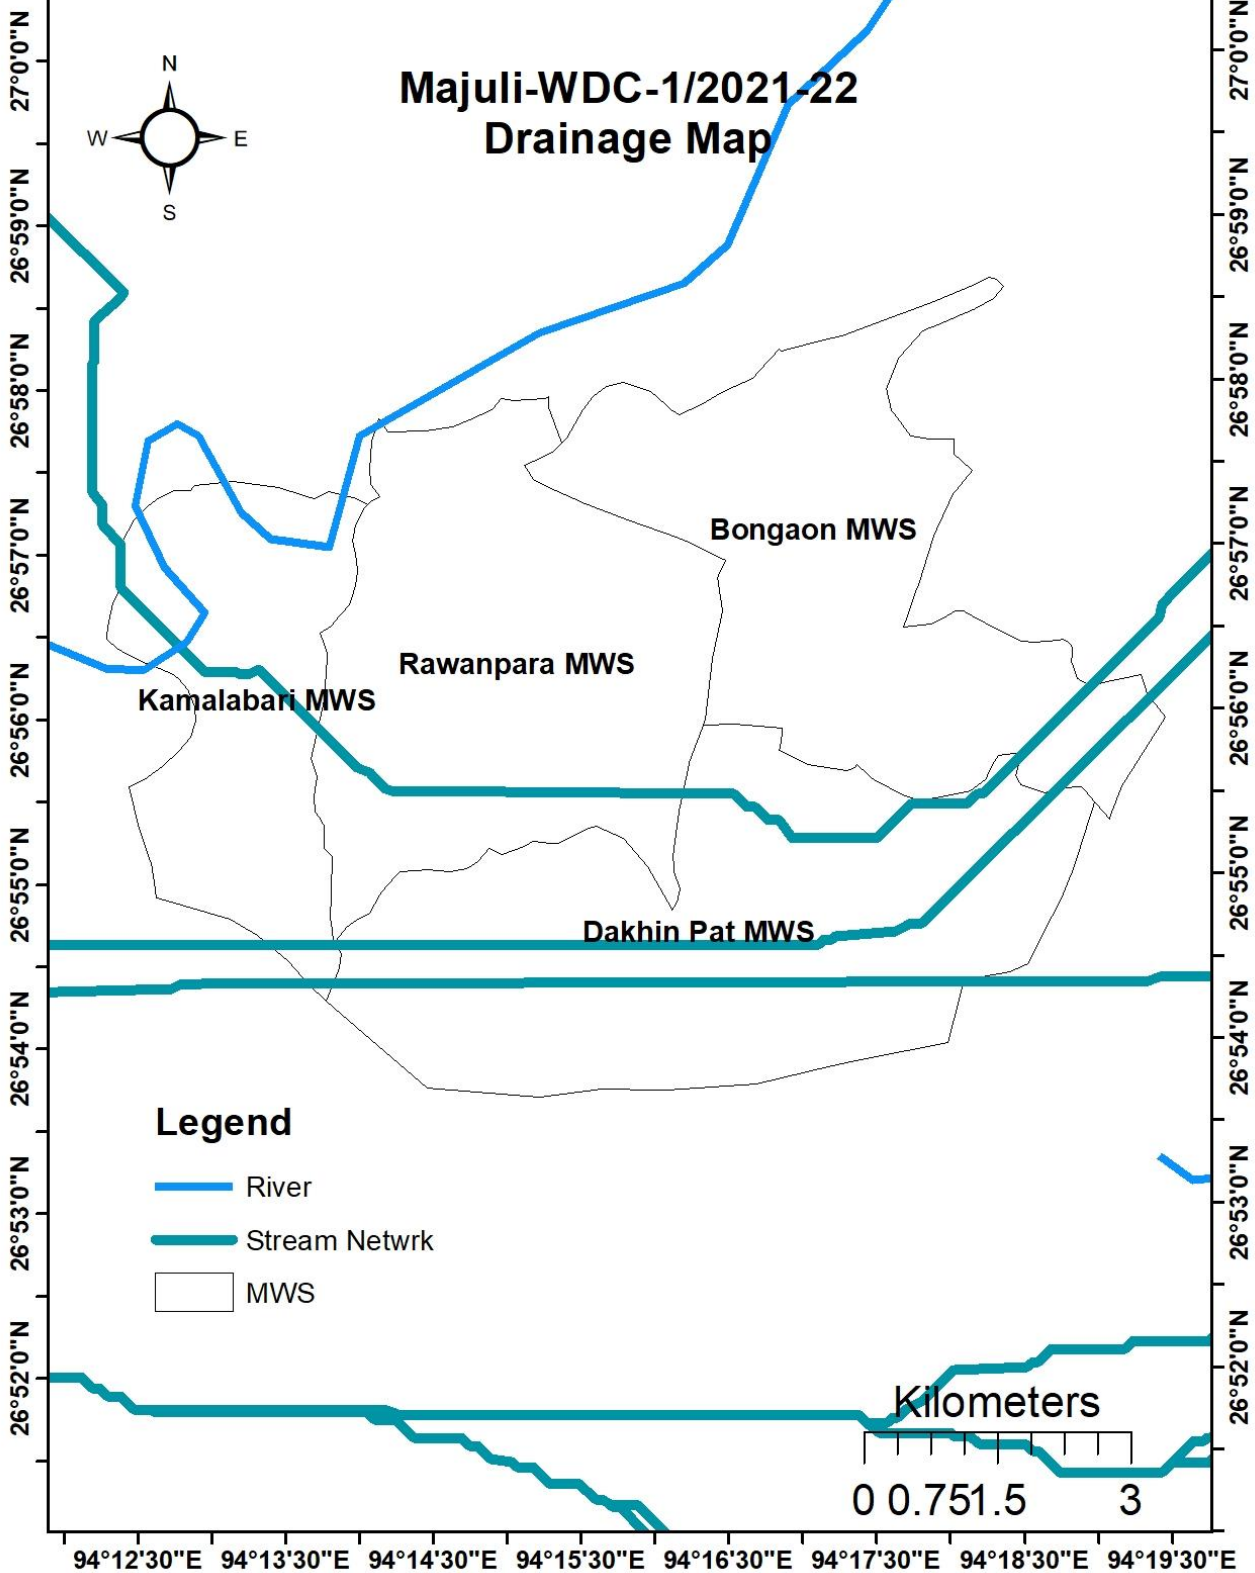 Majuli-WDC-1/2021-22
Drainage Map
N
W
E
S
27°0'0"N
26°59'0"N
26°58'0"N
26°57'0"N
26°56'0"N
26°55'0"N
26°54'0"N
26°53'0"N
26°52'0"N
27°0'0"N
26°59'0"N
26°58'0"N
26°57'0"N
26°56'0"N
26°55'0"N
26°54'0"N
26°53'0"N
26°52'0"N
Bongaon MWS
Rawanpara MWS
Kamalabari MWS
Dakhin Pat MWS
Legend
River
Stream Netwrk
MWS
Kilometers
0 0.75 1.5 3
94°12'30"E 94°13'30"E 94°14'30"E 94°15'30"E 94°16'30"E 94°17'30"E 94°18'30"E 94°19'30"E